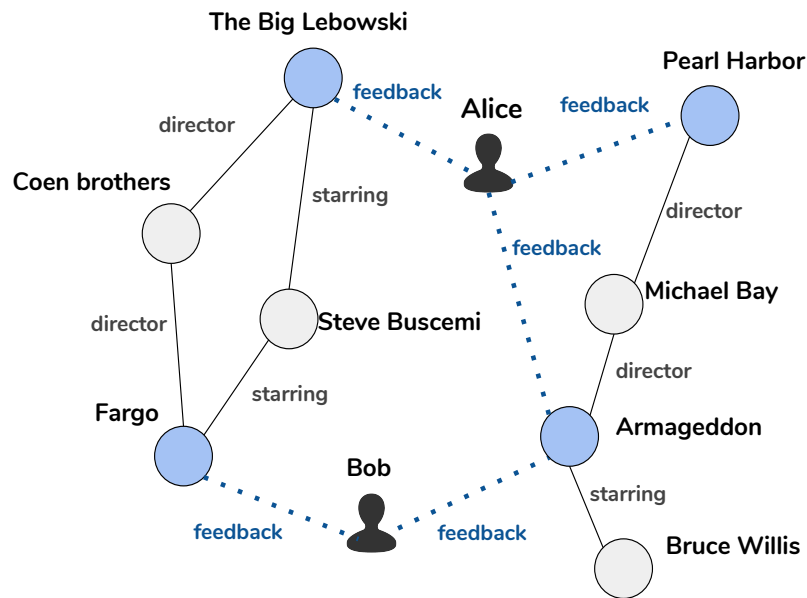 The Big Lebowski
Pearl Harbor
feedback
Alice
feedback
director
Coen brothers
starring
director
feedback
Michael Bay
director
Steve Buscemi
director
starring
Fargo
Armageddon
Bob
starring
feedback
feedback
Bruce Willis